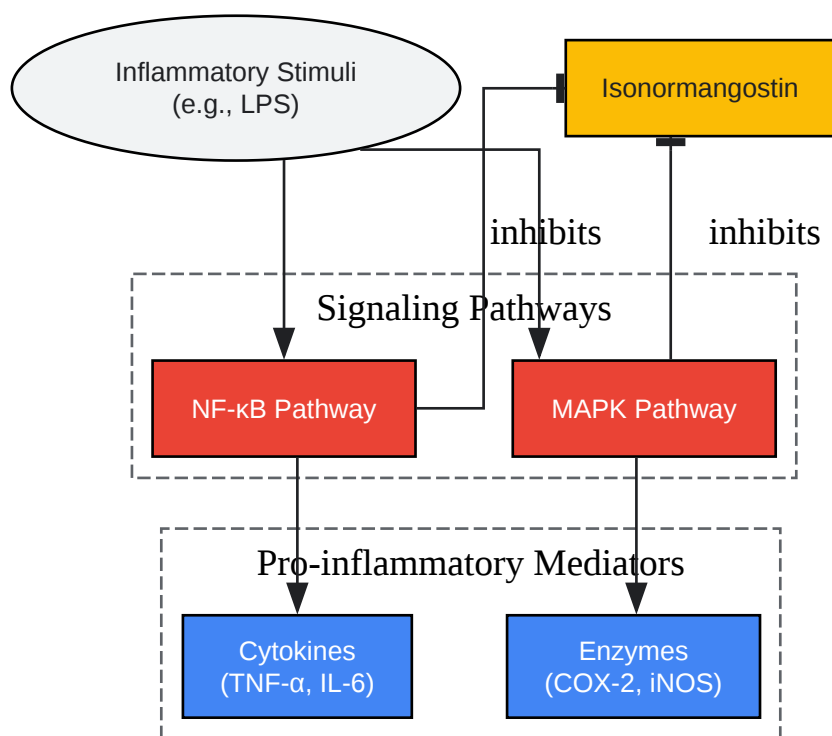 Inflammatory Stimuli
(e.g., LPS)
Isonormangostin
inhibits
inhibits
Signaling Pathways
NF-κB Pathway
MAPK Pathway
Pro-inflammatory Mediators
Cytokines
(TNF-α, IL-6)
Enzymes
(COX-2, iNOS)